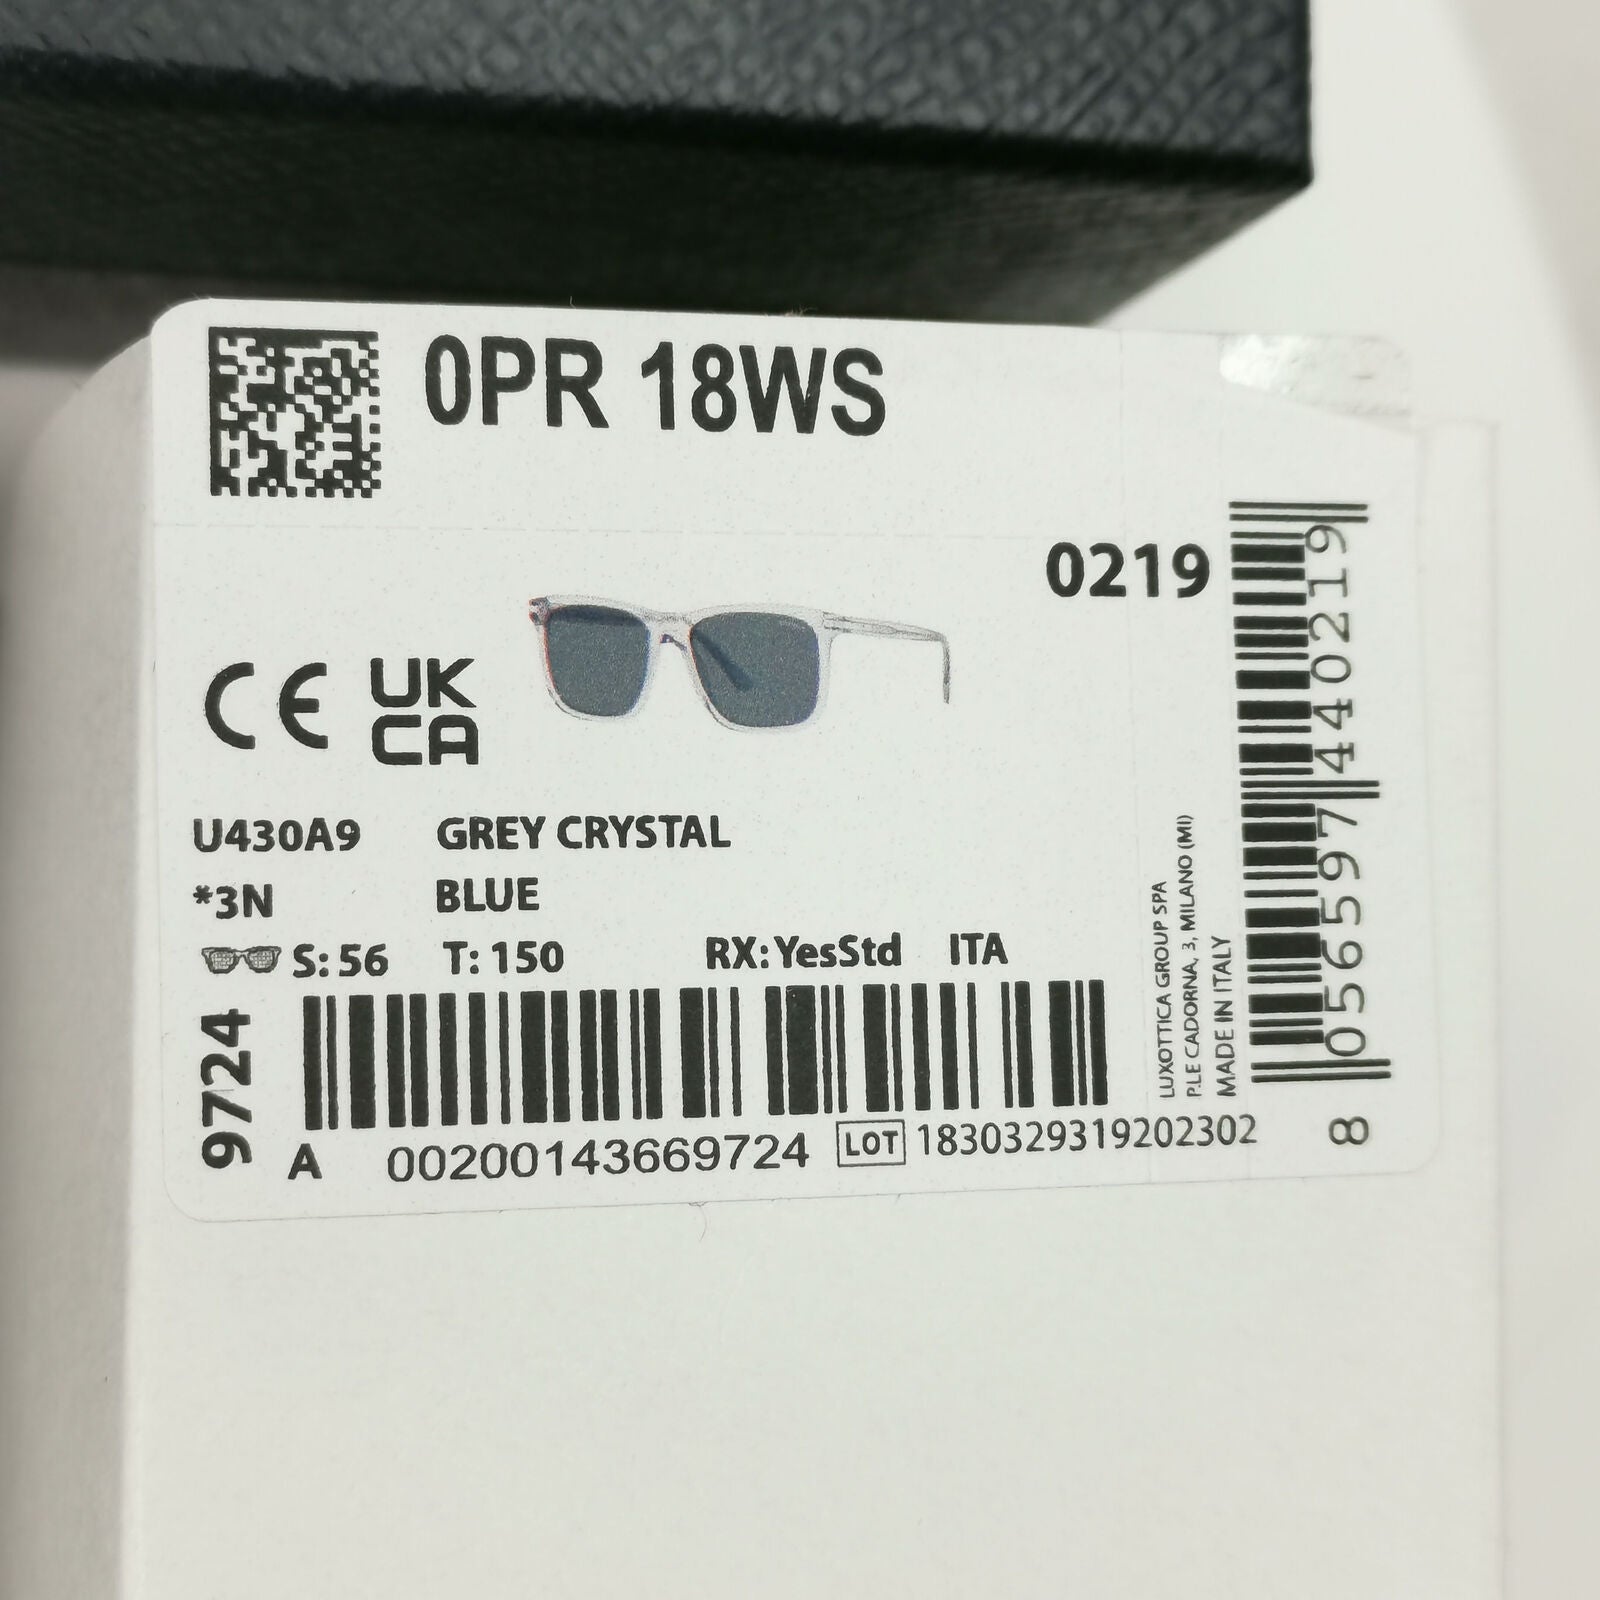 0PR 18WS
0219
CE UK
CA
U430A9 GREY CRYSTAL
*3N BLUE
S: 56 T: 150 RX: YesStd ITA
9724
A 00200143669724 LOT 1830329319202302
LUXOTTICA GROUP SPA
P.LE CADORNA, 3, MILANO (MI)
MADE IN ITALY
8 056597 440219